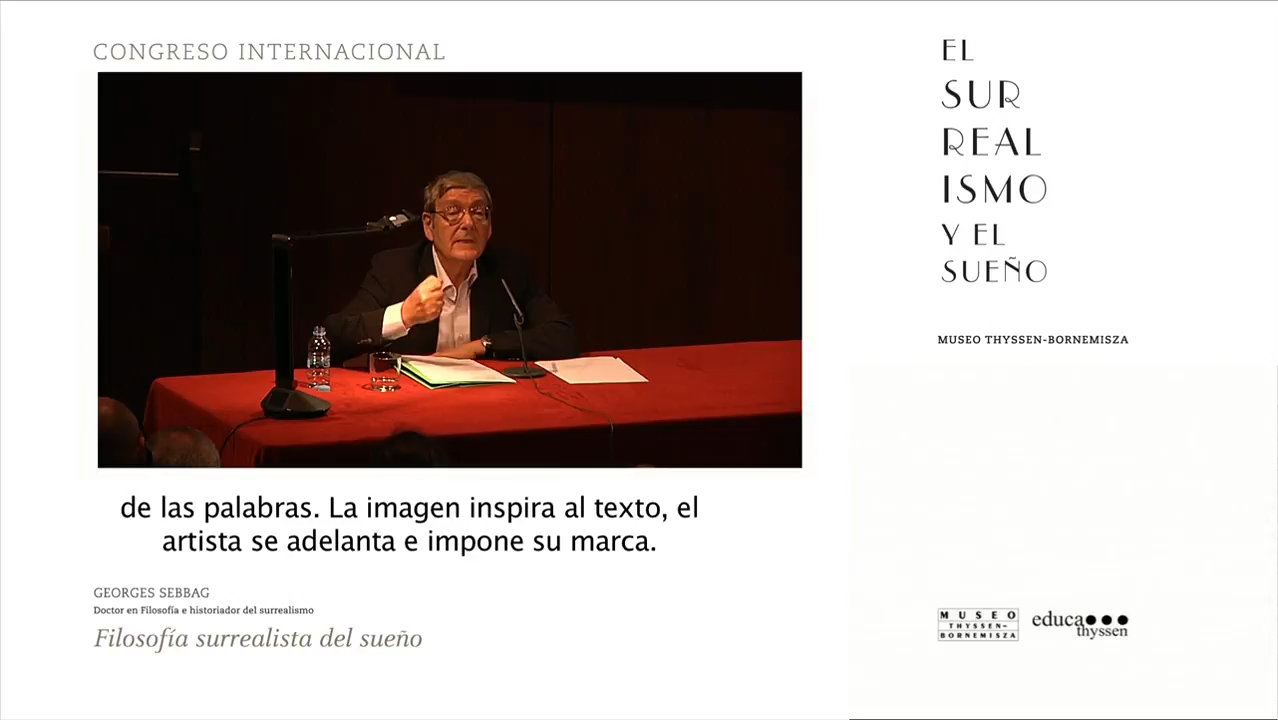 CONGRESO INTERNACIONAL
EL
SUR
REAL
ISMO
Y EL
SUEÑO
MUSEO THYSSEN-BORNEMISZA
de las palabras. La imagen inspira al texto, el
artista se adelanta e impone su marca.
GEORGES SEBBAG
Doctor en Filosofía e historiador del surrealismo
Filosofía surrealista del sueño
MUSEO
THYSSEN-
BORNEMISZA
educa
thyssen